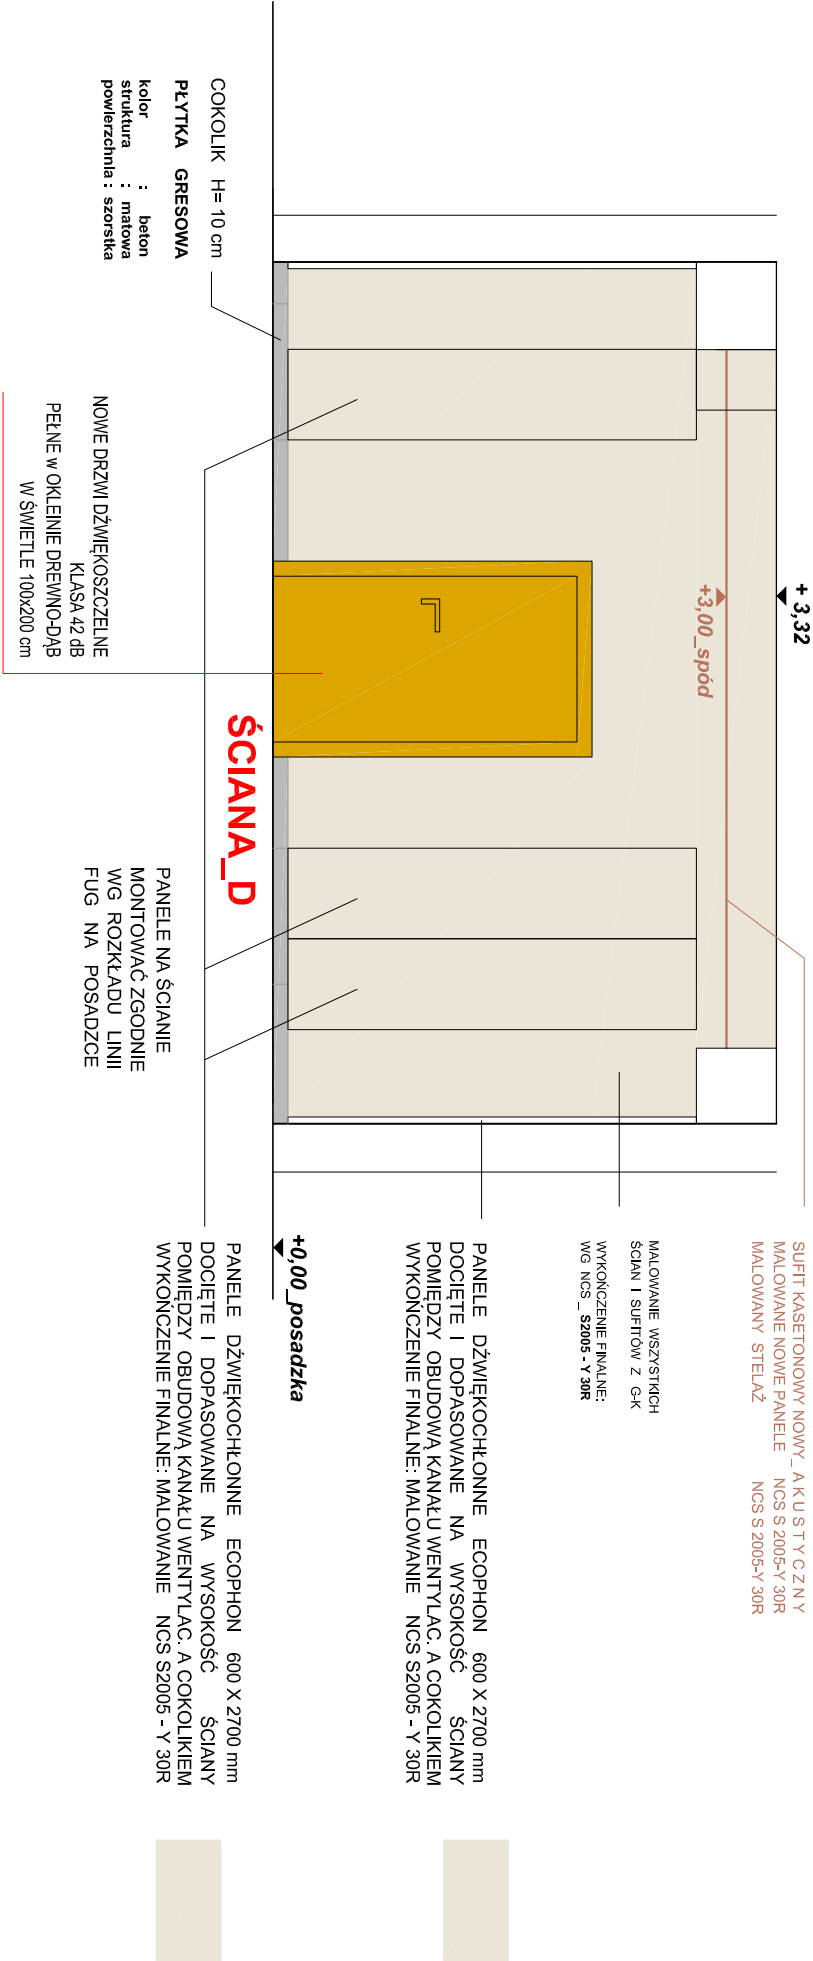 SUFIT KASETONOWY NOWY_ A K U S T Y C Z N Y
MALOWANE NOWE PANELE NCS S 2005-Y 30R
MALOWANY STELAŻ NCS S 2005-Y 30R
+ 3,32
+3,00_spód
MALOWANIE WSZYSTKICH
ŚCIAN I SUFITÓW Z G-K
WYKOŃCZENIE FINALNE:
WG NCS _ S2005 - Y 30R
PANELE DŹWIĘKOCHŁONNE ECOPHON 600 X 2700 mm
DOCIĘTE I DOPASOWANE NA WYSOKOŚĆ ŚCIANY
POMIĘDZY OBUDOWĄ KANAŁU WENTYLAC. A COKOLIKIEM
WYKOŃCZENIE FINALNE: MALOWANIE NCS S2005 - Y 30R
+0,00_posadzka
COKOLIK H= 10 cm
PŁYTKA GRESOWA
kolor : beton
struktura : matowa
powierzchnia : szorstka
ŚCIANA_D
PANELE DŹWIĘKOCHŁONNE ECOPHON 600 X 2700 mm
DOCIĘTE I DOPASOWANE NA WYSOKOŚĆ ŚCIANY
POMIĘDZY OBUDOWĄ KANAŁU WENTYLAC. A COKOLIKIEM
WYKOŃCZENIE FINALNE: MALOWANIE NCS S2005 - Y 30R
PANELE NA ŚCIANIE
MONTOWAĆ ZGODNIE
WG ROZKŁADU LINII
FUG NA POSADZCE
NOWE DRZWI DŹWIĘKOSZCZELNE
KLASA 42 dB
PEŁNE w OKLEINIE DREWNO-DĄB
W ŚWIETLE 100x200 cm